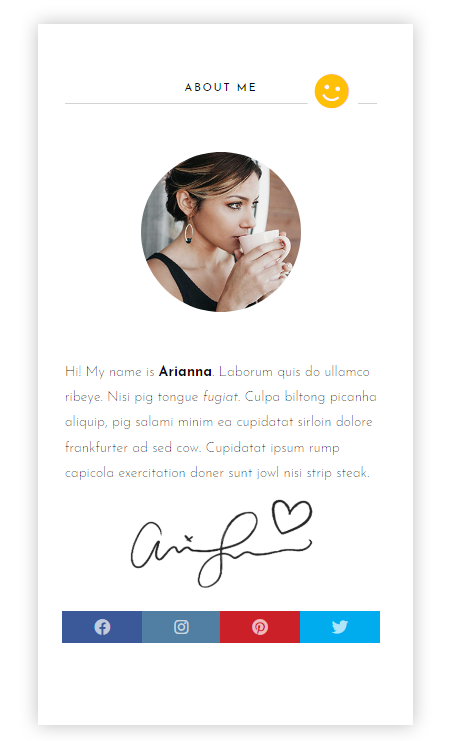 ABOUT ME
Hi! My name is Arianna. Laborum quis do ullamco
ribeye. Nisi pig tongue fugiat. Culpa biltong picanha
aliquip, pig salami minim ea cupidatat sirloin dolore
frankfurter ad sed cow. Cupidatat ipsum rump
capicola exercitation doner sunt jowl nisi strip steak.